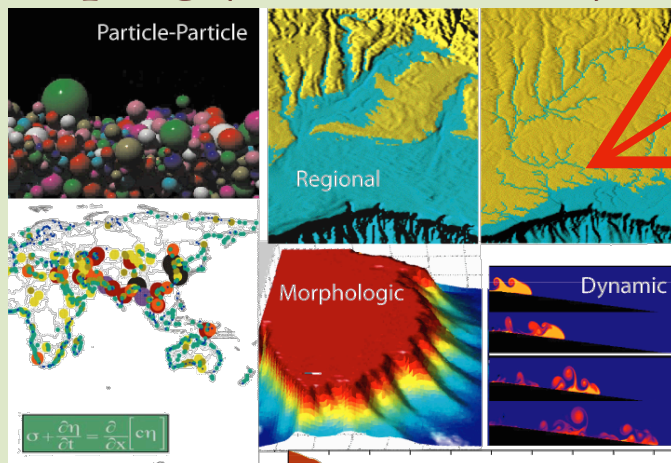 Particle-Particle
Regional
Morphologic
Dynamic
σ + ∂η/∂t = ∂/∂x [cη]